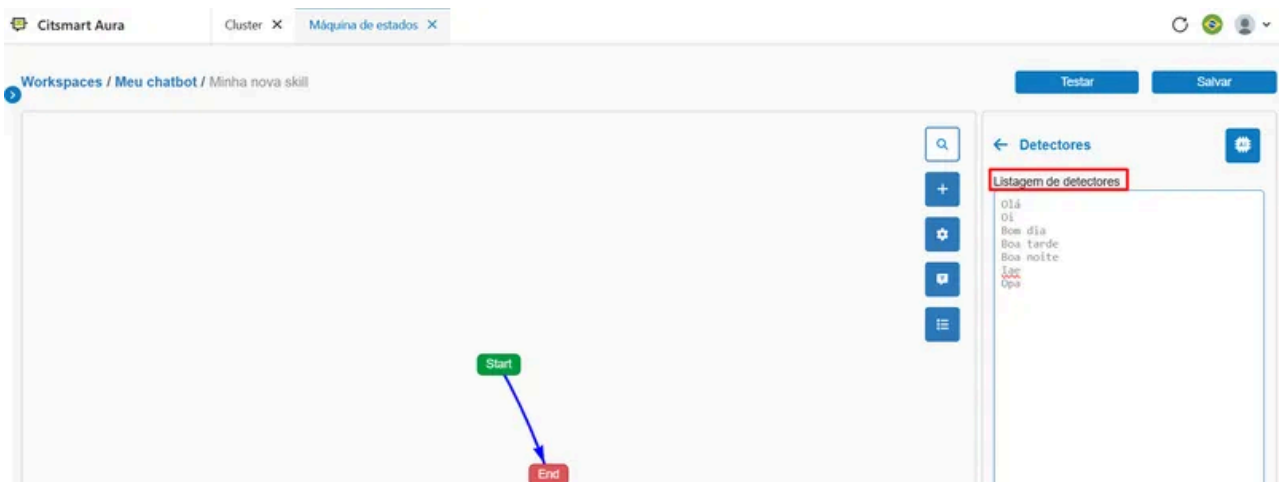 Citsmart Aura
Cluster
Máquina de estados
Workspaces / Meu chatbot / Minha nova skill
Testar
Salvar
Detectores
Listagem de detectores
Olá
Oi
Bom dia
Boa tarde
Boa noite
Iae
Opa
Start
End